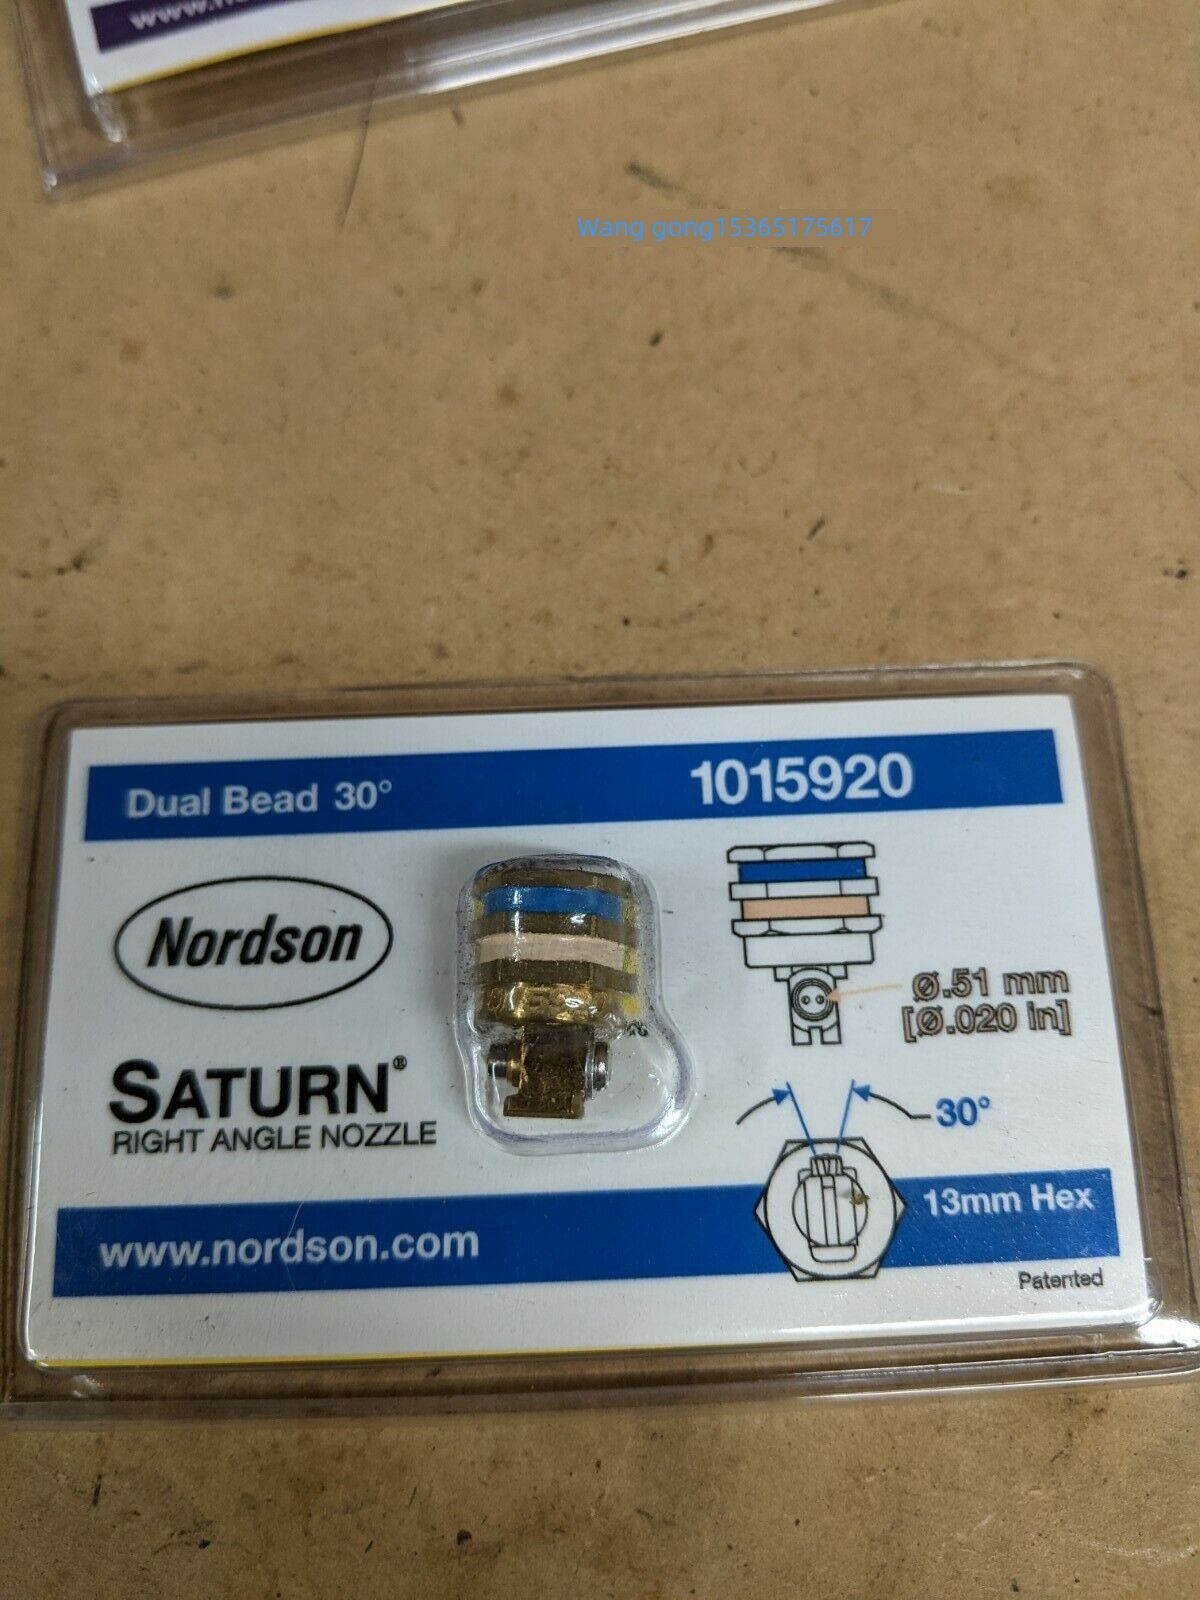 Wang gong15365175617
Dual Bead 30°
1015920
Nordson
Ø.51 mm
[Ø.020 in]
SATURN®
RIGHT ANGLE NOZZLE
30°
13mm Hex
www.nordson.com
Patented